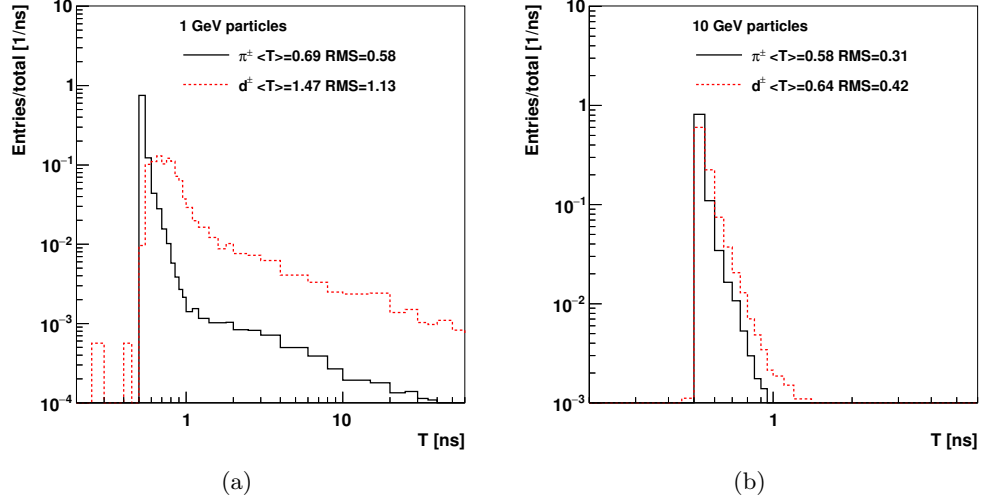 Entries/total [1/ns]
1 GeV particles
π± <T>=0.69 RMS=0.58
d± <T>=1.47 RMS=1.13
10
1
10⁻¹
10⁻²
10⁻³
10⁻⁴
1 10
T [ns]
(a)
Entries/total [1/ns]
10 GeV particles
π± <T>=0.58 RMS=0.31
d± <T>=0.64 RMS=0.42
10
1
10⁻¹
10⁻²
10⁻³
1
T [ns]
(b)